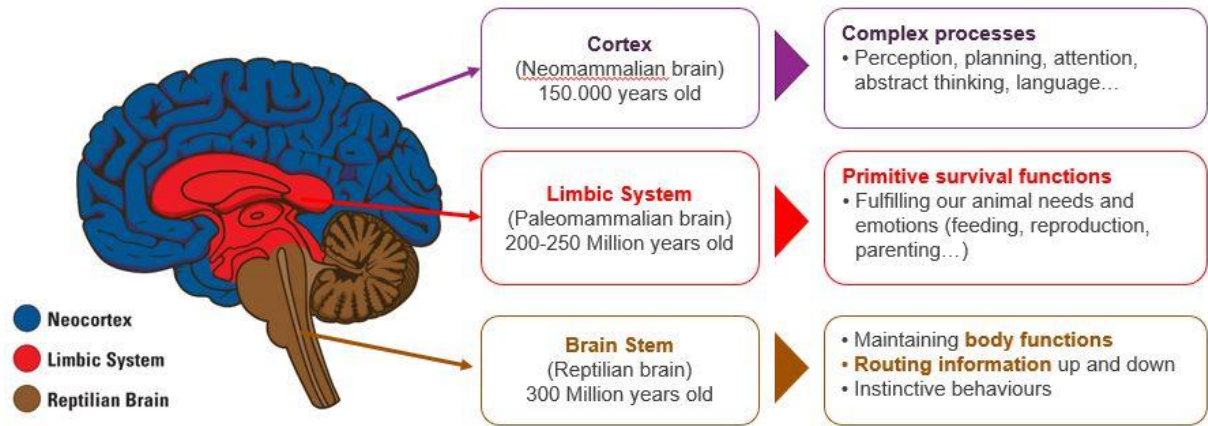 Cortex
(Neomammalian brain)
150.000 years old
Complex processes
• Perception, planning, attention,
abstract thinking, language…
Limbic System
(Paleomammalian brain)
200-250 Million years old
Primitive survival functions
• Fulfilling our animal needs and
emotions (feeding, reproduction,
parenting…)
Neocortex
Limbic System
Reptilian Brain
Brain Stem
(Reptilian brain)
300 Million years old
• Maintaining body functions
• Routing information up and down
• Instinctive behaviours